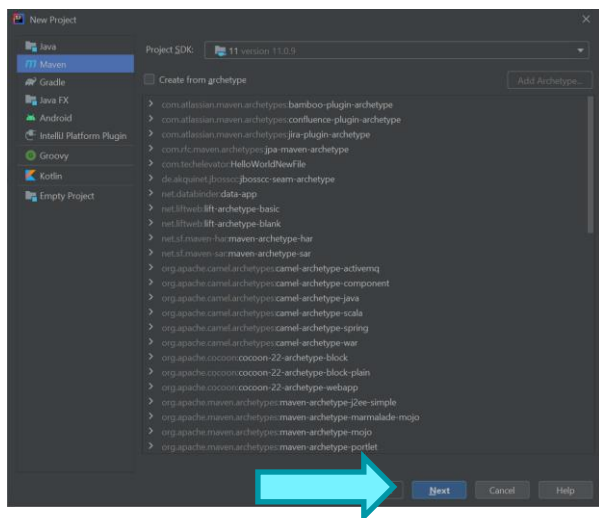 New Project
Java
Maven
Gradle
Java FX
Android
IntelliJ Platform Plugin
Groovy
Kotlin
Empty Project
Project SDK: 11 version 11.0.9
Create from archetype
Add Archetype...
com.atlassian.maven.archetypes:bamboo-plugin-archetype
com.atlassian.maven.archetypes:confluence-plugin-archetype
com.atlassian.maven.archetypes:jira-plugin-archetype
com.rfc.maven.archetypes:jpa-maven-archetype
com.techelevator:HelloWorldNewFile
de.akquinet.jbosscc:jbosscc-seam-archetype
net.databinder:data-app
net.liftweb:lift-archetype-basic
net.liftweb:lift-archetype-blank
net.sf.maven-har:maven-archetype-har
net.sf.maven-sar:maven-archetype-sar
org.apache.camel.archetypes:camel-archetype-activemq
org.apache.camel.archetypes:camel-archetype-component
org.apache.camel.archetypes:camel-archetype-java
org.apache.camel.archetypes:camel-archetype-scala
org.apache.camel.archetypes:camel-archetype-spring
org.apache.camel.archetypes:camel-archetype-war
org.apache.cocoon:cocoon-22-archetype-block
org.apache.cocoon:cocoon-22-archetype-block-plain
org.apache.cocoon:cocoon-22-archetype-webapp
org.apache.maven.archetypes:maven-archetype-j2ee-simple
org.apache.maven.archetypes:maven-archetype-marmalade-mojo
org.apache.maven.archetypes:maven-archetype-mojo
org.apache.maven.archetypes:maven-archetype-portlet
Next
Cancel
Help